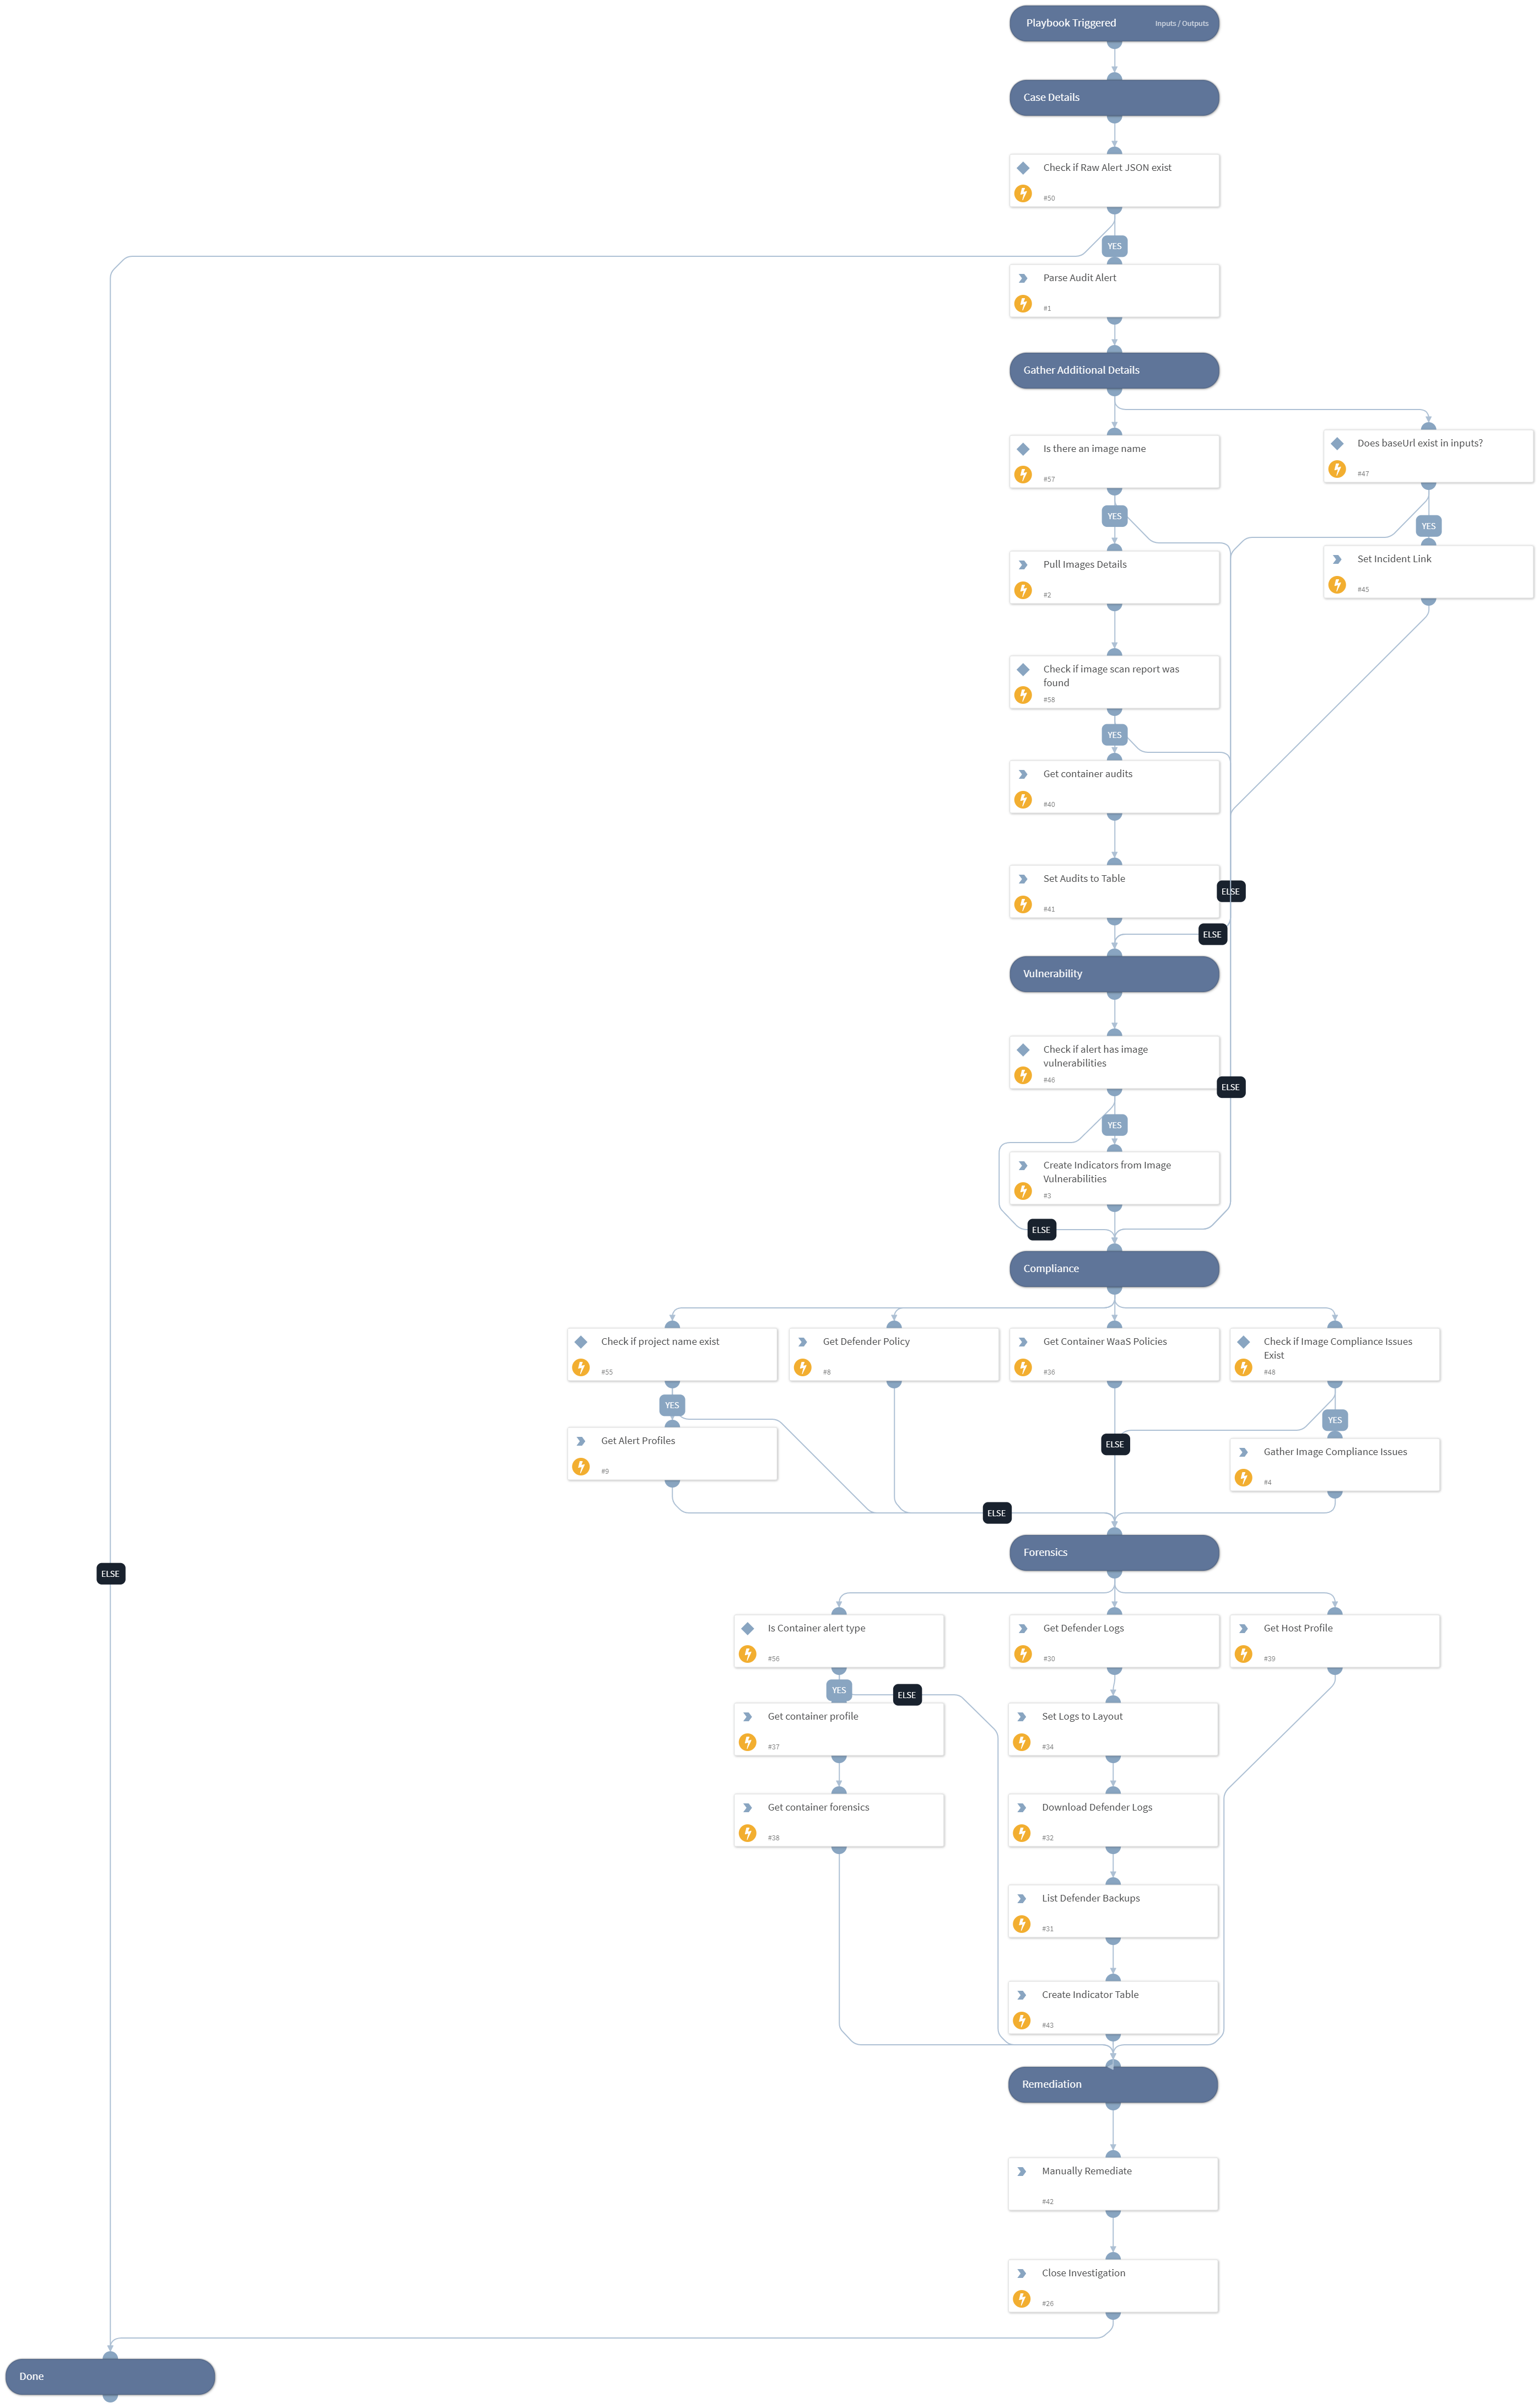 Playbook Triggered
Inputs / Outputs
Case Details
Check if Raw Alert JSON exist
#50
YES
Parse Audit Alert
#1
Gather Additional Details
Is there an image name
#57
Does baseUrl exist in inputs?
#47
YES
YES
Pull Images Details
#2
Set Incident Link
#45
Check if image scan report was
found
#58
YES
Get container audits
#40
Set Audits to Table
#41
ELSE
ELSE
Vulnerability
Check if alert has image
vulnerabilities
#46
ELSE
YES
Create Indicators from Image
Vulnerabilities
#3
ELSE
Compliance
Check if project name exist
#55
Get Defender Policy
#8
Get Container WaaS Policies
#36
Check if Image Compliance Issues
Exist
#48
YES
YES
Get Alert Profiles
#9
ELSE
Gather Image Compliance Issues
#4
ELSE
Forensics
ELSE
Is Container alert type
#56
Get Defender Logs
#30
Get Host Profile
#39
YES
ELSE
Get container profile
#37
Set Logs to Layout
#34
Get container forensics
#38
Download Defender Logs
#32
List Defender Backups
#31
Create Indicator Table
#43
Remediation
Manually Remediate
#42
Close Investigation
#26
Done